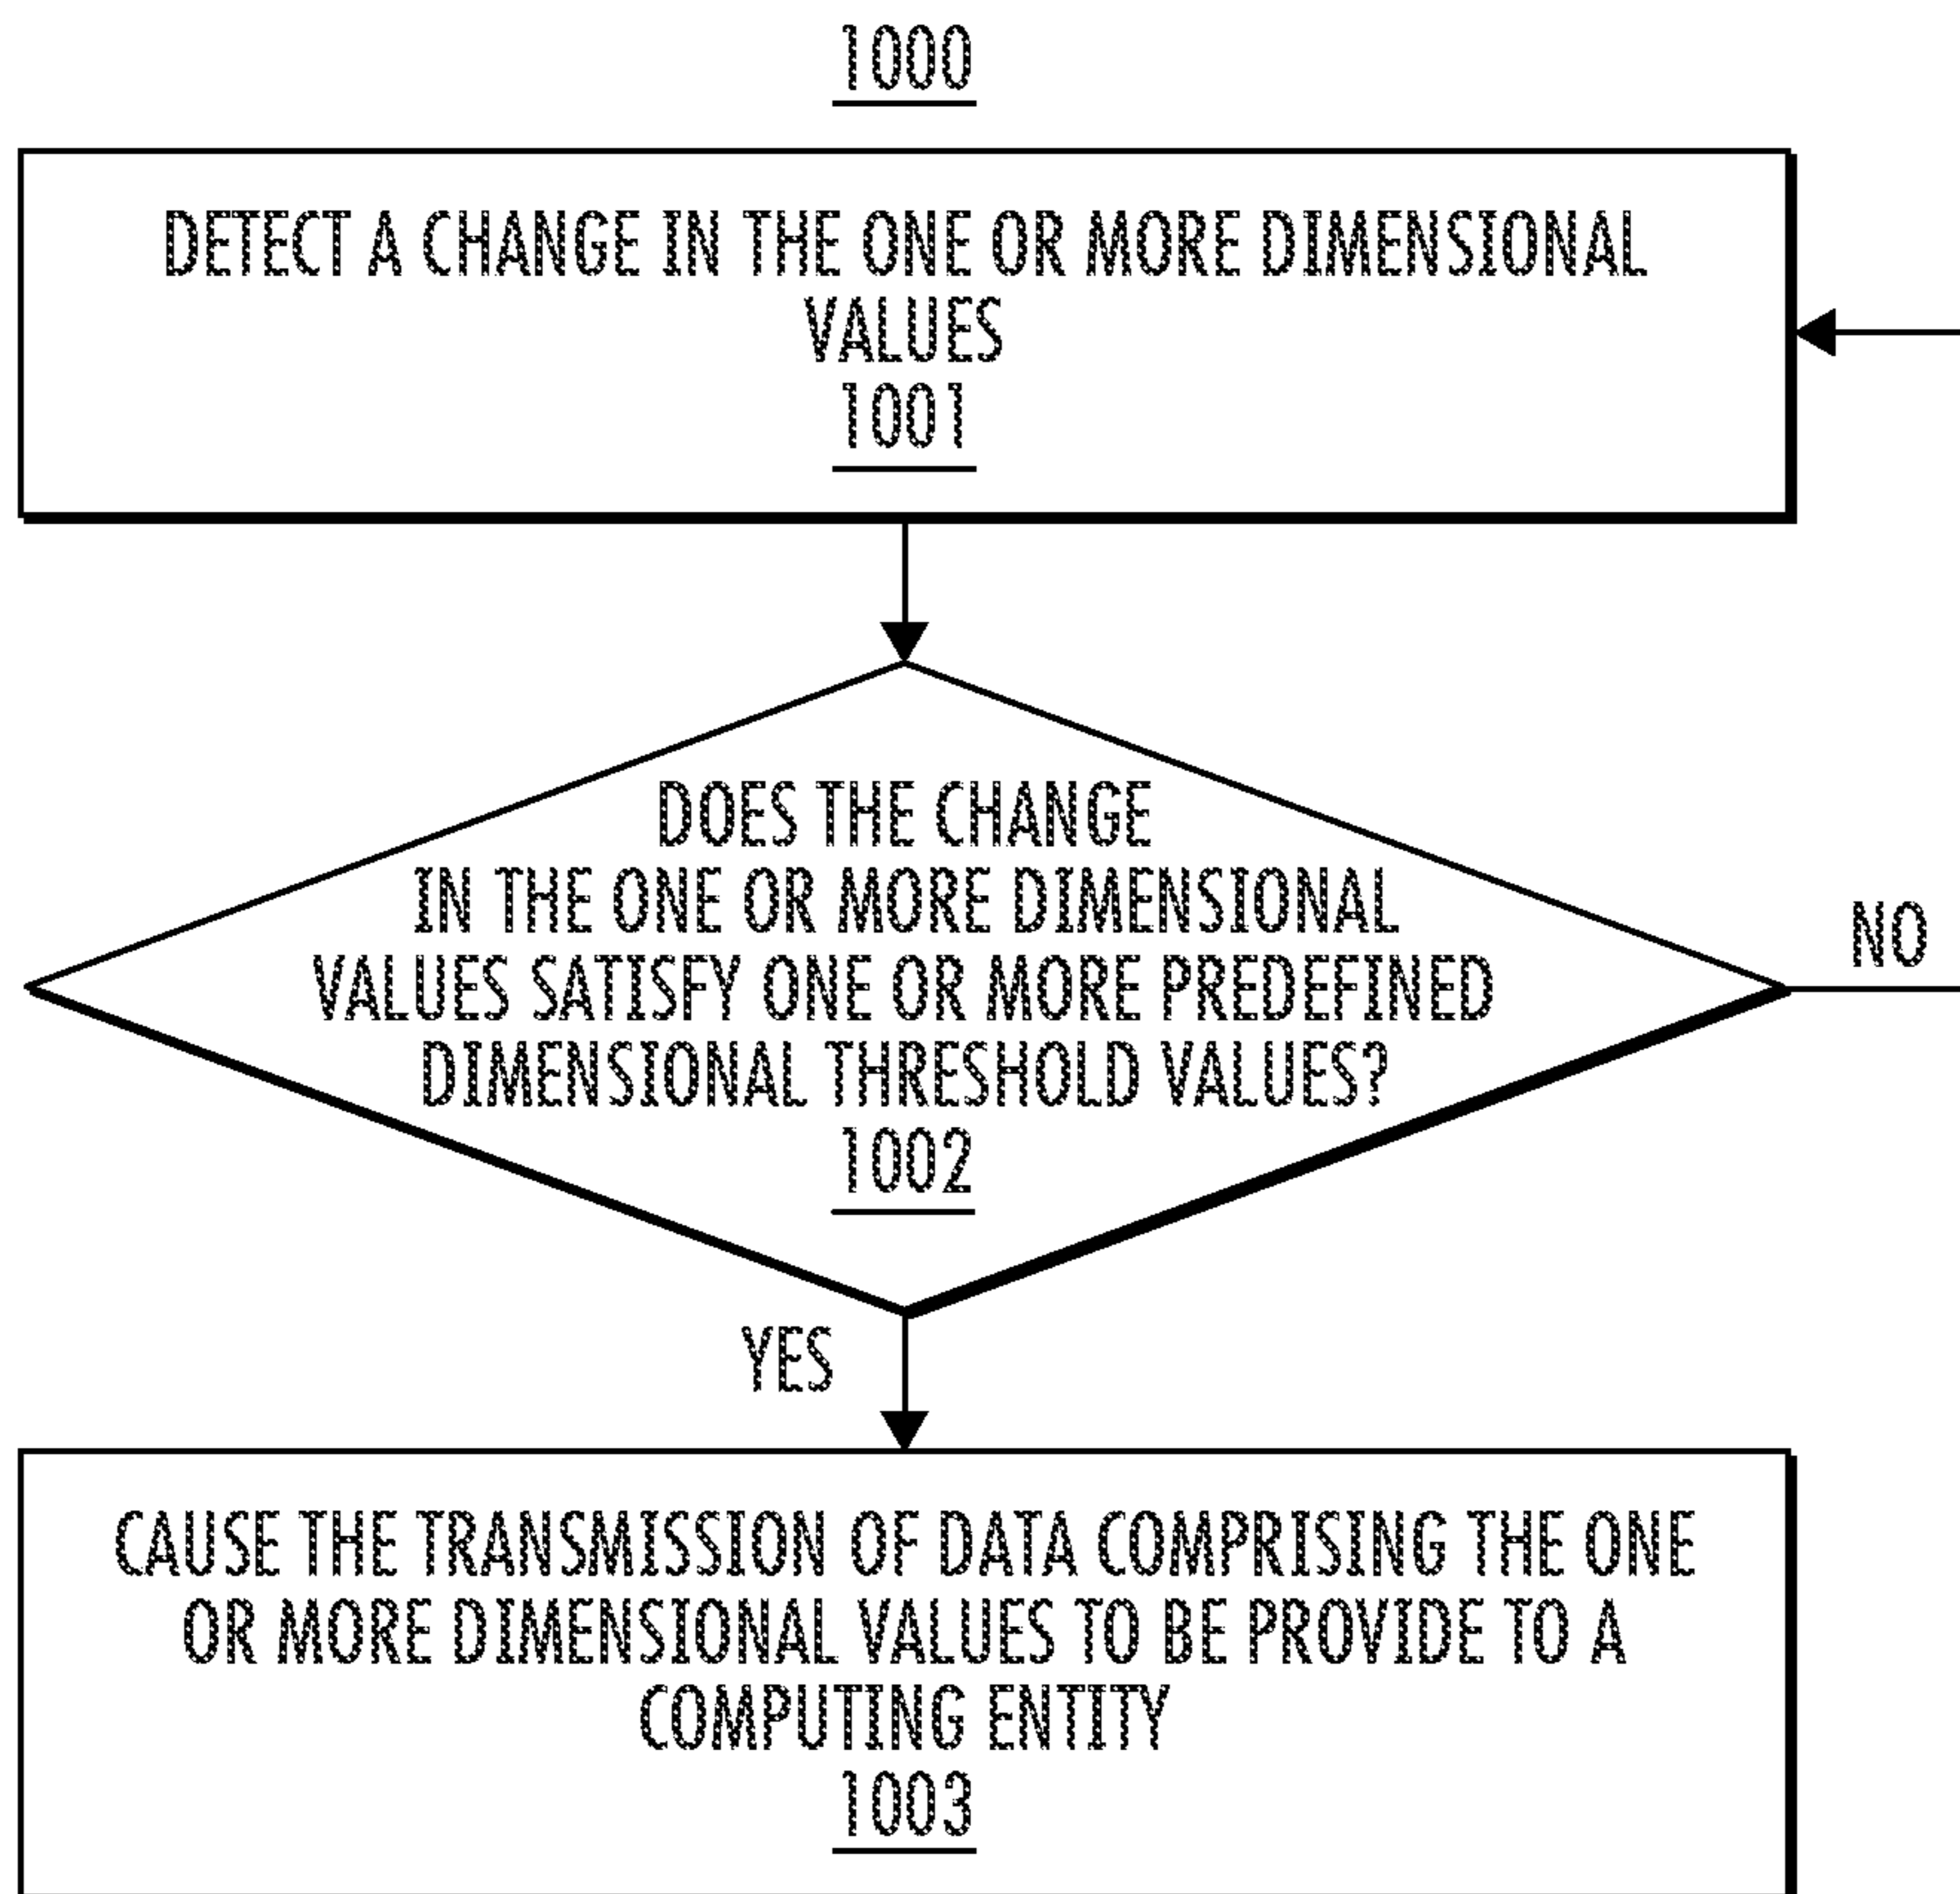 1000
DETECT A CHANGE IN THE ONE OR MORE DIMENSIONAL
VALUES
1001
DOES THE CHANGE
IN THE ONE OR MORE DIMENSIONAL
VALUES SATISFY ONE OR MORE PREDEFINED
DIMENSIONAL THRESHOLD VALUES?
1002
NO
YES
CAUSE THE TRANSMISSION OF DATA COMPRISING THE ONE
OR MORE DIMENSIONAL VALUES TO BE PROVIDE TO A
COMPUTING ENTITY
1003